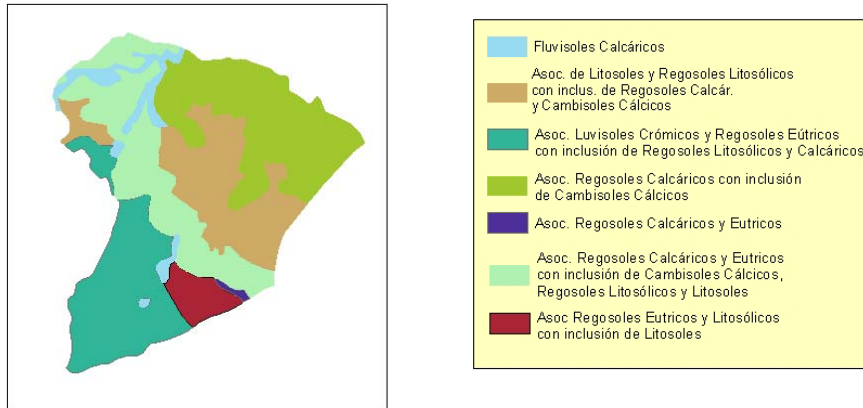 Fluvisoles Calcáricos
Asoc. de Litosoles y Regosoles Litosólicos
con inclus. de Regosoles Calcár.
y Cambisoles Cálcicos
Asoc. Luvisoles Crómicos y Regosoles Eútricos
con inclusión de Regosoles Litosólicos y Calcáricos
Asoc. Regosoles Calcáricos con inclusión
de Cambisoles Cálcicos
Asoc. Regosoles Calcáricos y Eutricos
Asoc. Regosoles Calcáricos y Eutricos
con inclusión de Cambisoles Cálcicos,
Regosoles Litosólicos y Litosoles
Asoc Regosoles Eutricos y Litosólicos
con inclusión de Litosoles